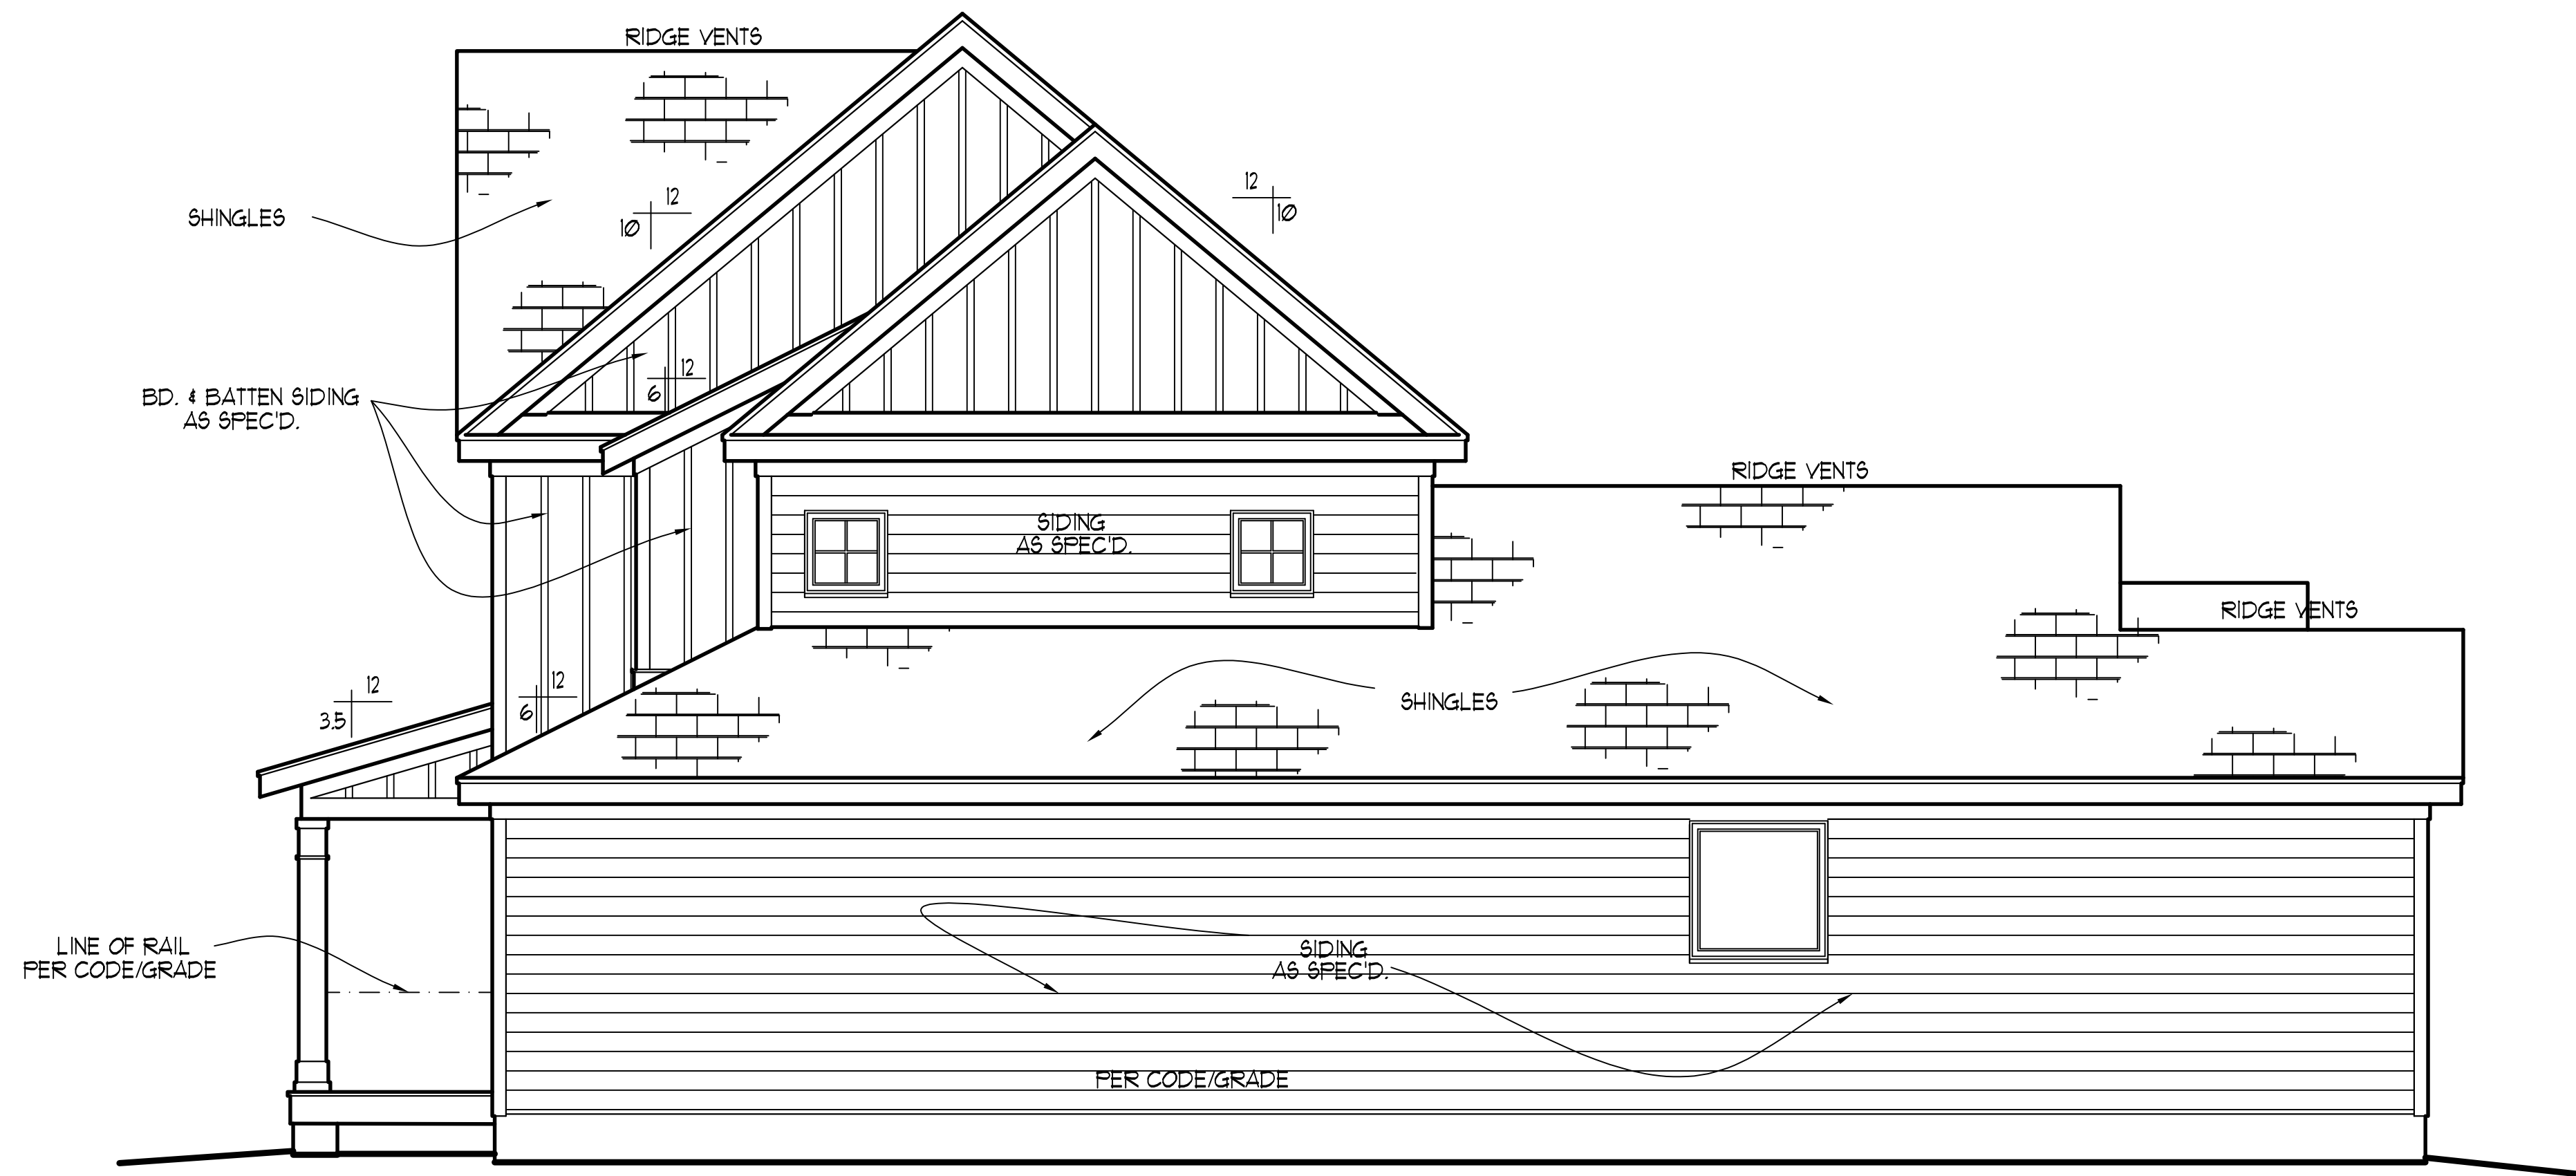 RIDGE VENTS
12
10
SHINGLES
12
10
12
6
BD. & BATTEN SIDING
AS SPEC'D.
RIDGE VENTS
SIDING
AS SPEC'D.
RIDGE VENTS
12
6
12
3.5
SHINGLES
LINE OF RAIL
PER CODE/GRADE
SIDING
AS SPEC'D.
PER CODE/GRADE